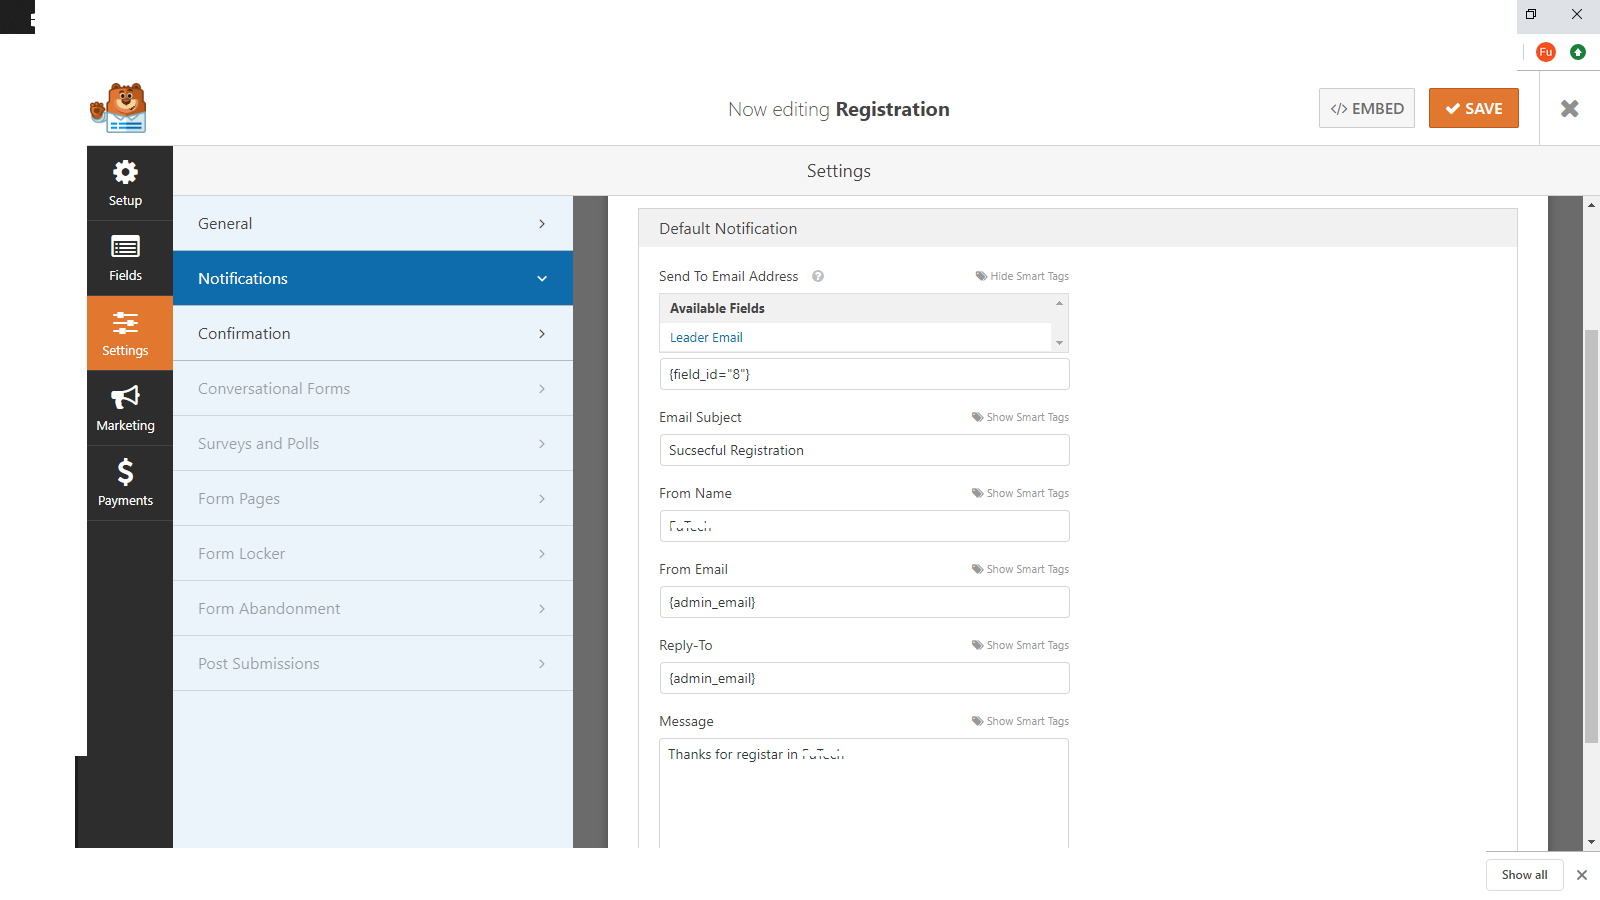 Fu
Now editing Registration
</> EMBED
SAVE
Settings
Setup
Fields
Settings
Marketing
Payments
General
Notifications
Confirmation
Conversational Forms
Surveys and Polls
Form Pages
Form Locker
Form Abandonment
Post Submissions
Default Notification
Send To Email Address ?
Hide Smart Tags
Available Fields
Leader Email
{field_id="8"}
Email Subject
Show Smart Tags
Sucsecful Registration
From Name
Show Smart Tags
FuTech
From Email
Show Smart Tags
{admin_email}
Reply-To
Show Smart Tags
{admin_email}
Message
Show Smart Tags
Thanks for registar in FuTech
Show all